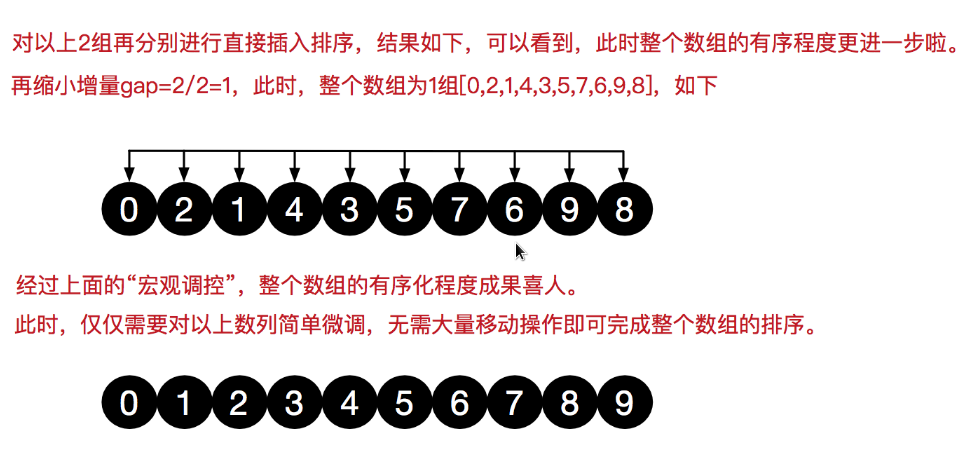 对以上2组再分别进行直接插入排序，结果如下，可以看到，此时整个数组的有序程度更进一步啦。
再缩小增量gap=2/2=1，此时，整个数组为1组[0,2,1,4,3,5,7,6,9,8]，如下
0 2 1 4 3 5 7 6 9 8
经过上面的“宏观调控”，整个数组的有序化程度成果喜人。
此时，仅仅需要对以上数列简单微调，无需大量移动操作即可完成整个数组的排序。
0 1 2 3 4 5 6 7 8 9